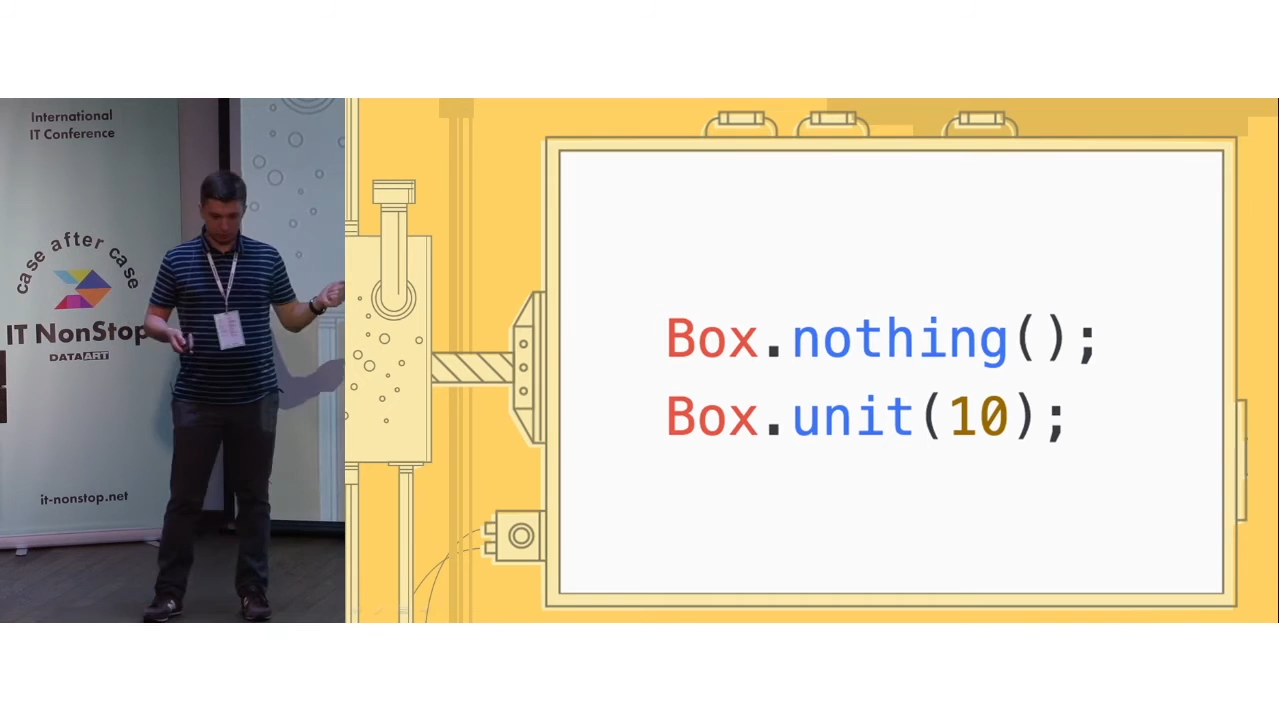 International
IT Conference
case after case
IT NonStop
DATAART
it-nonstop.net
Box.nothing();
Box.unit(10);